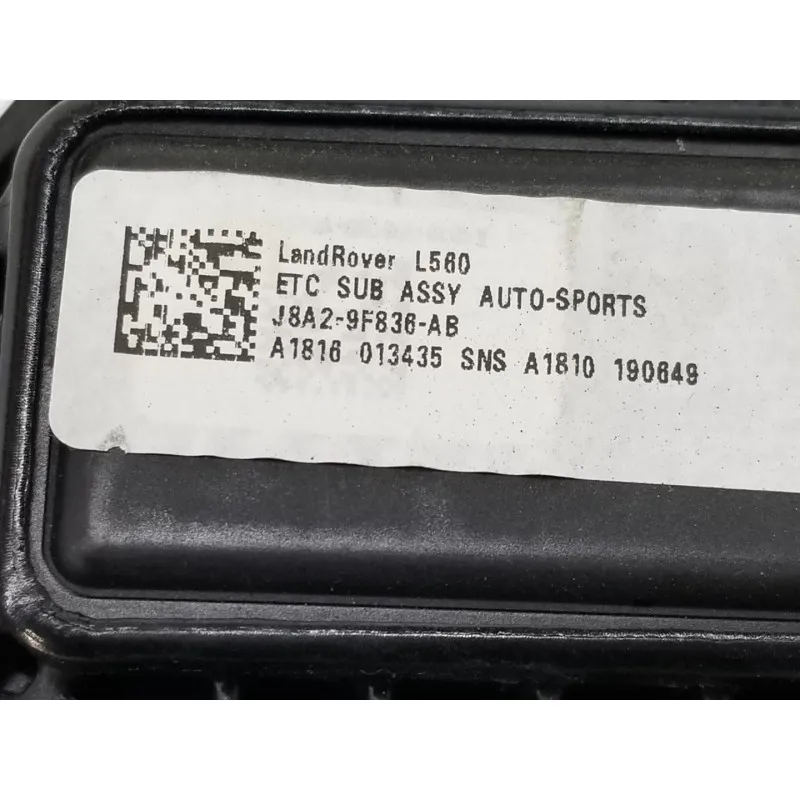 LandRover L560
ETC SUB ASSY AUTO-SPORTS
J8A2-9F836-AB
A1816 013435 SNS A1810 190649